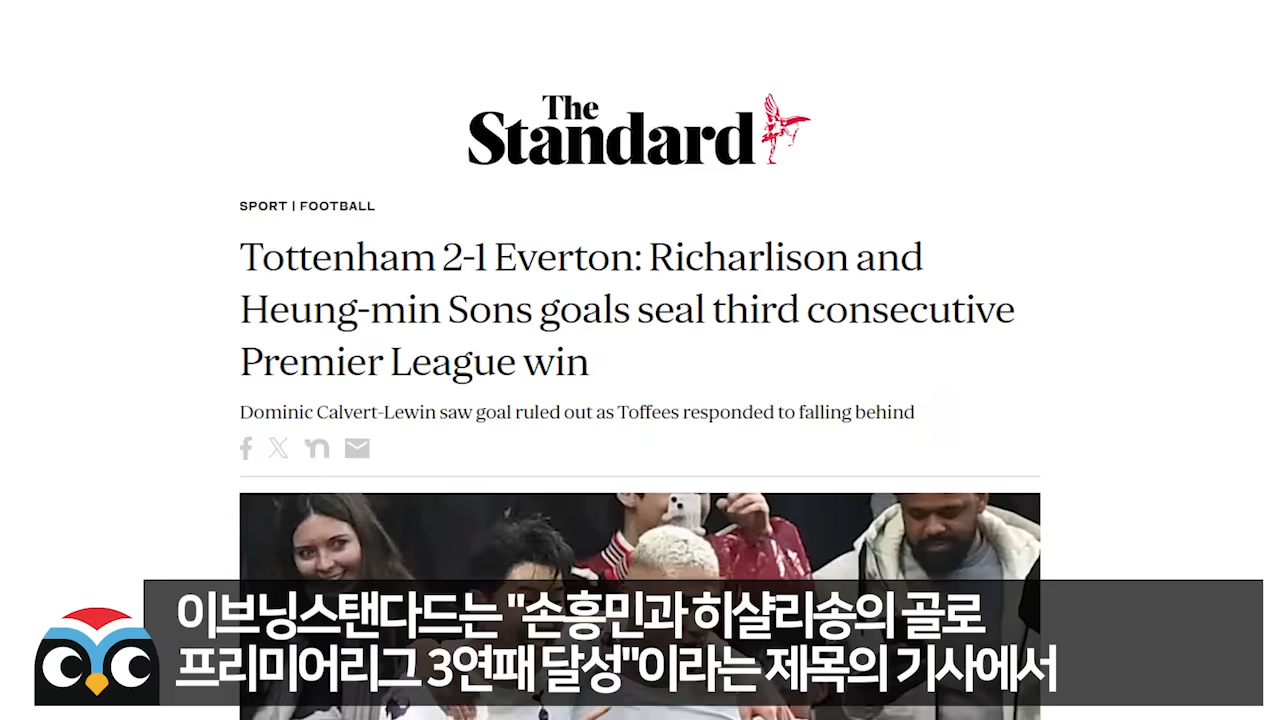 The
Standard
SPORT | FOOTBALL
Tottenham 2-1 Everton: Richarlison and
Heung-min Sons goals seal third consecutive
Premier League win
Dominic Calvert-Lewin saw goal ruled out as Toffees responded to falling behind
이브닝스탠다드는 "손흥민과 히샬리송의 골로
프리미어리그 3연패 달성"이라는 제목의 기사에서